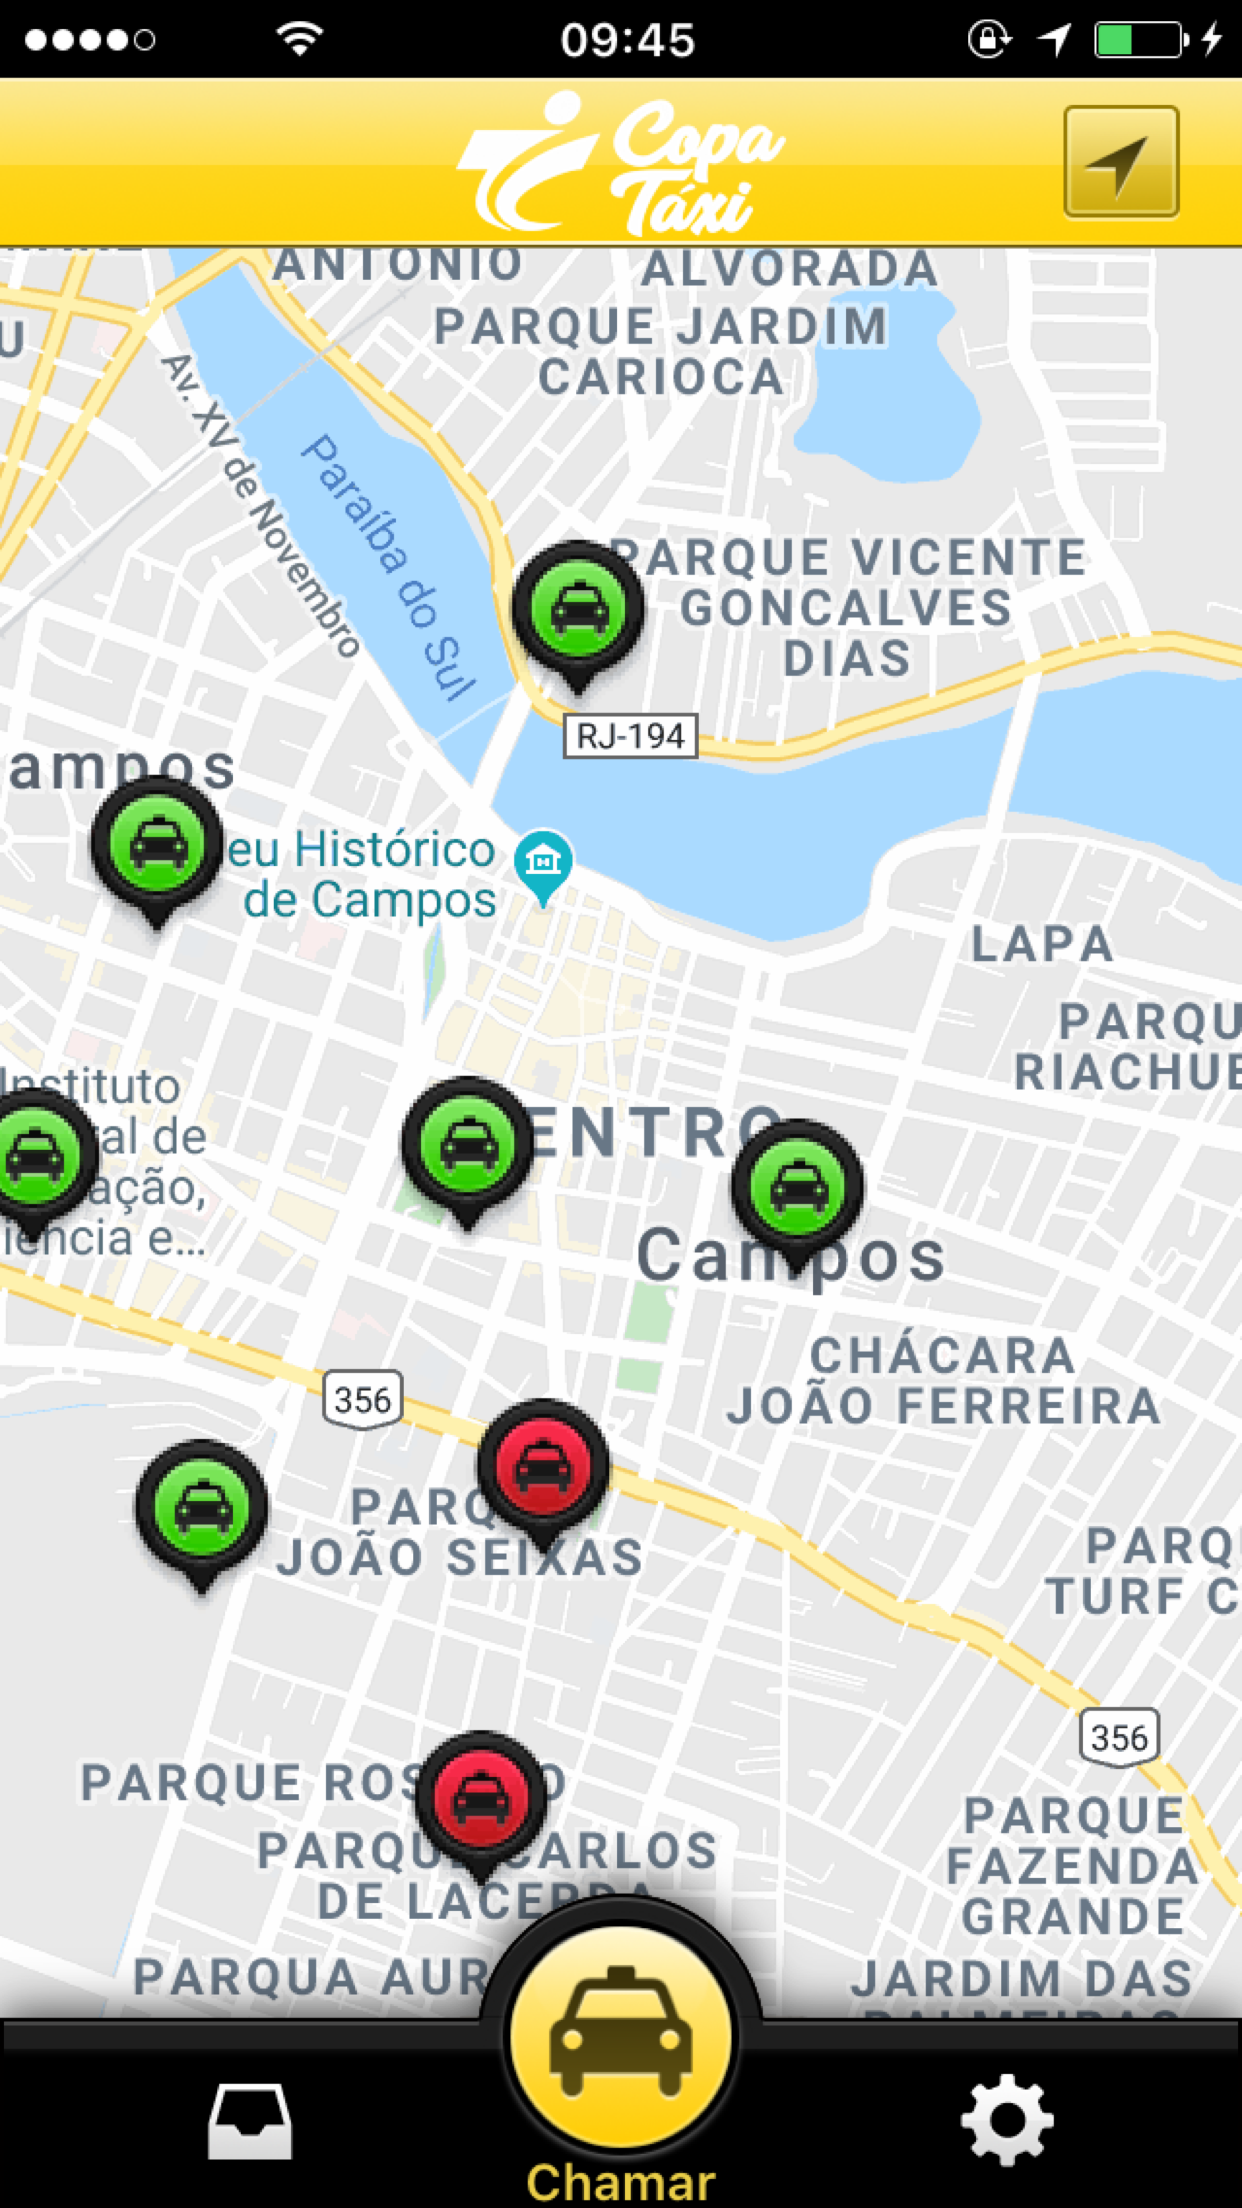 09:45
Copa
Táxi
ANTONIO
ALVORADA
PARQUE JARDIM
CARIOCA
U
Av. XV de Novembro
Paraíba do Sul
PARQUE VICENTE
GONCALVES
DIAS
RJ-194
ampos
eu Histórico
de Campos
LAPA
PARQU
RIACHUE
Instituto
al de
ação,
iência e...
ENTRO
Campos
CHÁCARA
JOÃO FERREIRA
356
PARQ
JOÃO SEIXAS
PARQU
TURF C
356
PARQUE ROS O
PARQU CARLOS
DE LACERDA
PARQUE
FAZENDA
GRANDE
PARQUA AUR
JARDIM DAS
Chamar